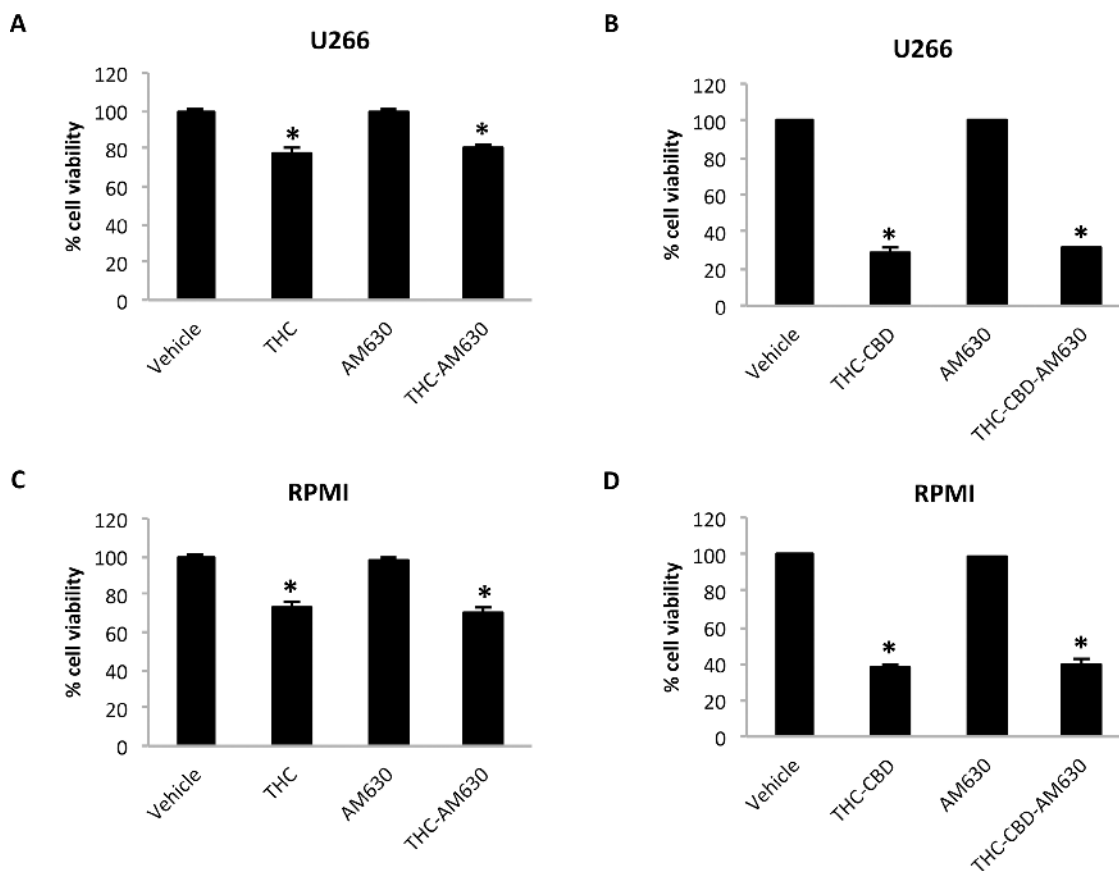 A
U266
% cell viability
120
100
80
60
40
20
0
*
*
Vehicle
THC
AM630
THC-AM630
B
U266
% cell viability
120
100
80
60
40
20
0
*
*
Vehicle
THC-CBD
AM630
THC-CBD-AM630
C
RPMI
% cell viability
120
100
80
60
40
20
0
*
*
Vehicle
THC
AM630
THC-AM630
D
RPMI
% cell viability
120
100
80
60
40
20
0
*
*
Vehicle
THC-CBD
AM630
THC-CBD-AM630